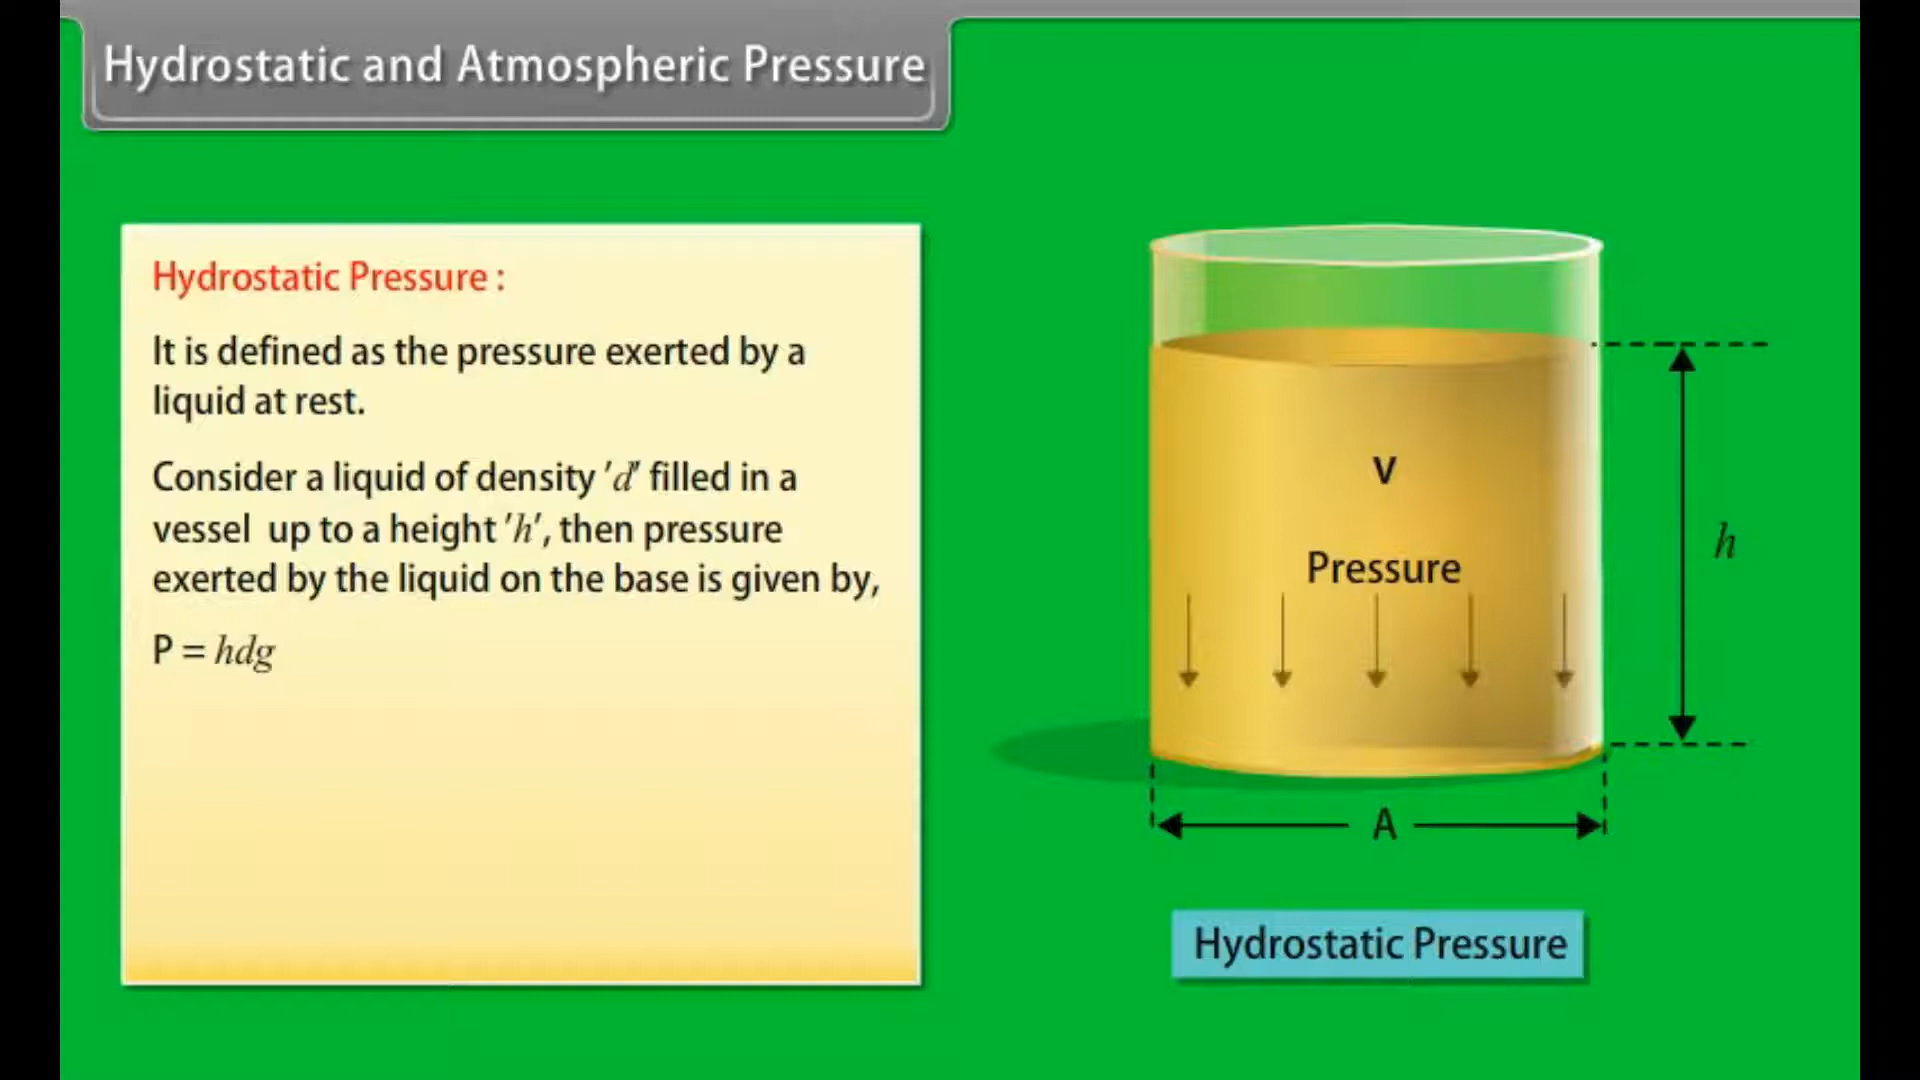 Hydrostatic and Atmospheric Pressure
Hydrostatic Pressure :
It is defined as the pressure exerted by a
liquid at rest.
Consider a liquid of density 'd' filled in a
vessel up to a height 'h', then pressure
exerted by the liquid on the base is given by,
P = hdg
V
Pressure
h
A
Hydrostatic Pressure